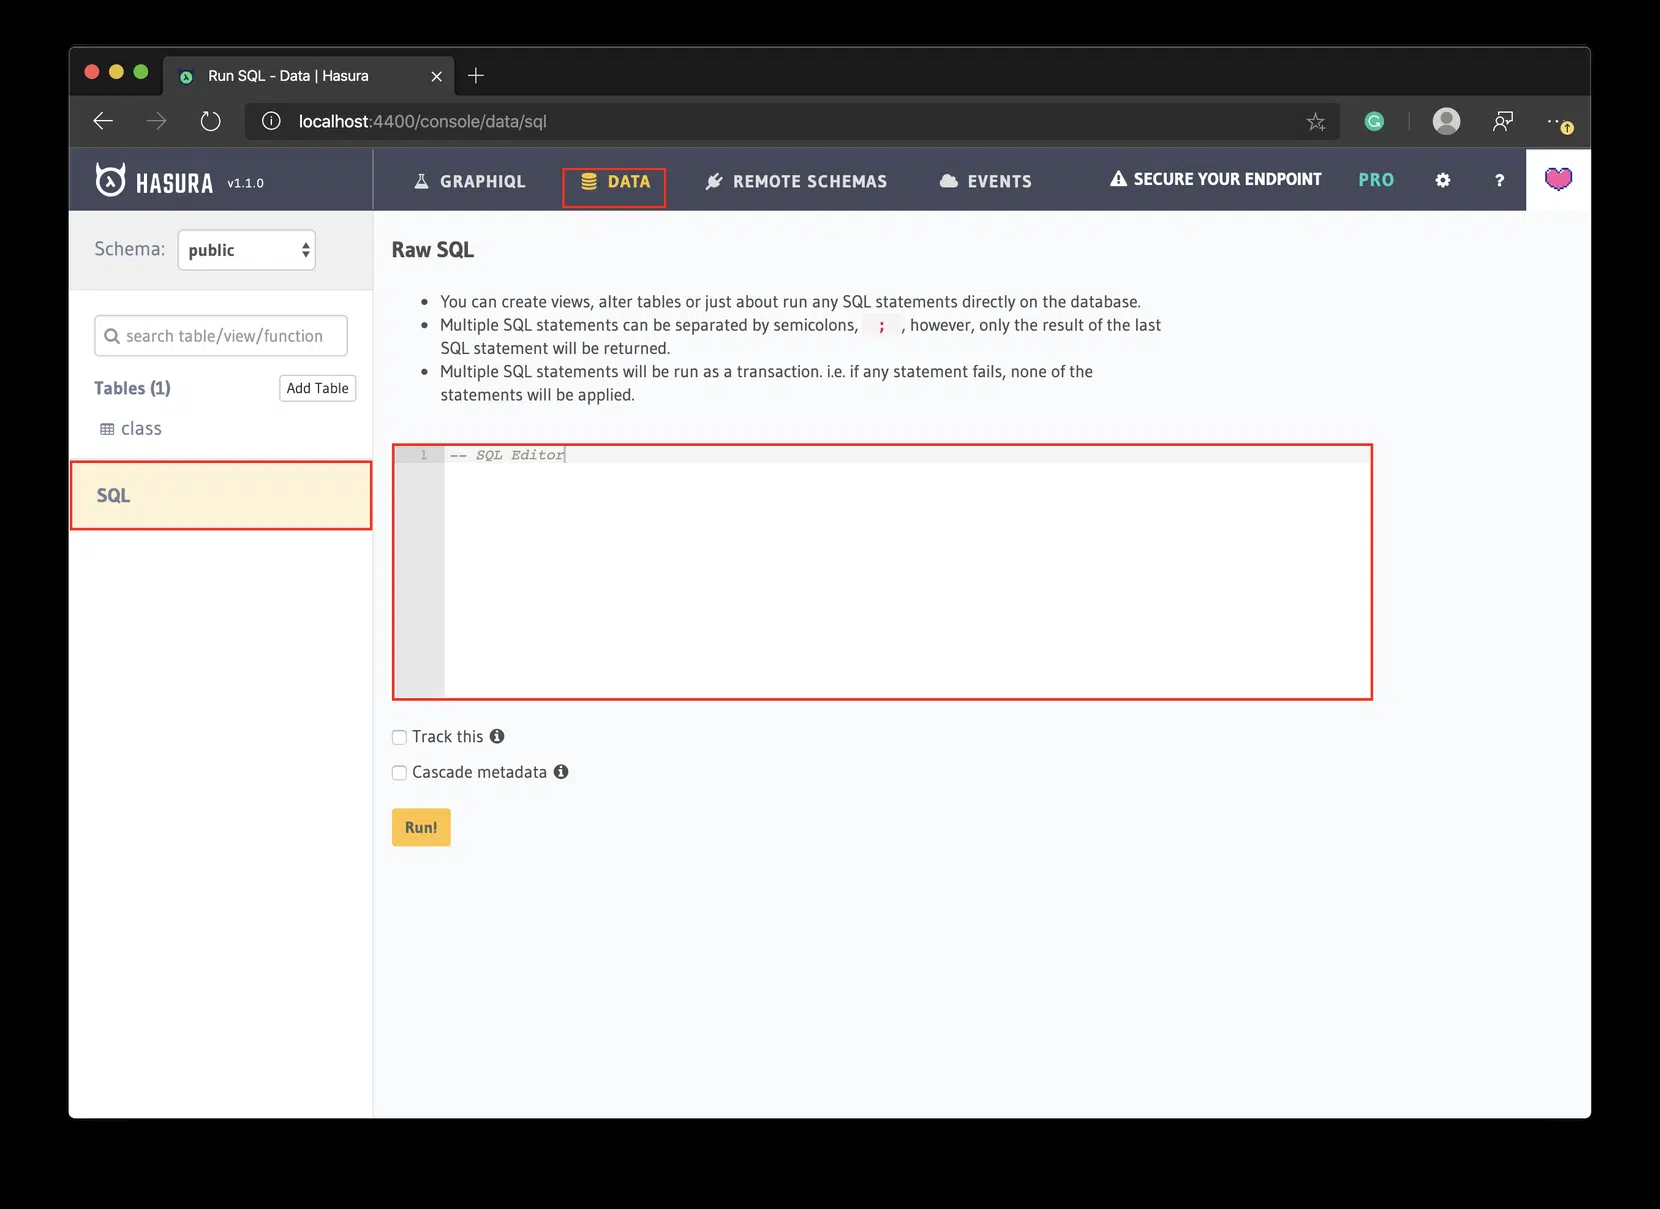 Run SQL - Data | Hasura
localhost:4400/console/data/sql
HASURA v1.1.0
GRAPHIQL
DATA
REMOTE SCHEMAS
EVENTS
SECURE YOUR ENDPOINT
PRO
?
Schema: public
search table/view/function
Tables (1)
Add Table
class
SQL
Raw SQL
You can create views, alter tables or just about run any SQL statements directly on the database.
Multiple SQL statements can be separated by semicolons, ; , however, only the result of the last
SQL statement will be returned.
Multiple SQL statements will be run as a transaction. i.e. if any statement fails, none of the
statements will be applied.
1 -- SQL Editor
Track this
Cascade metadata
Run!